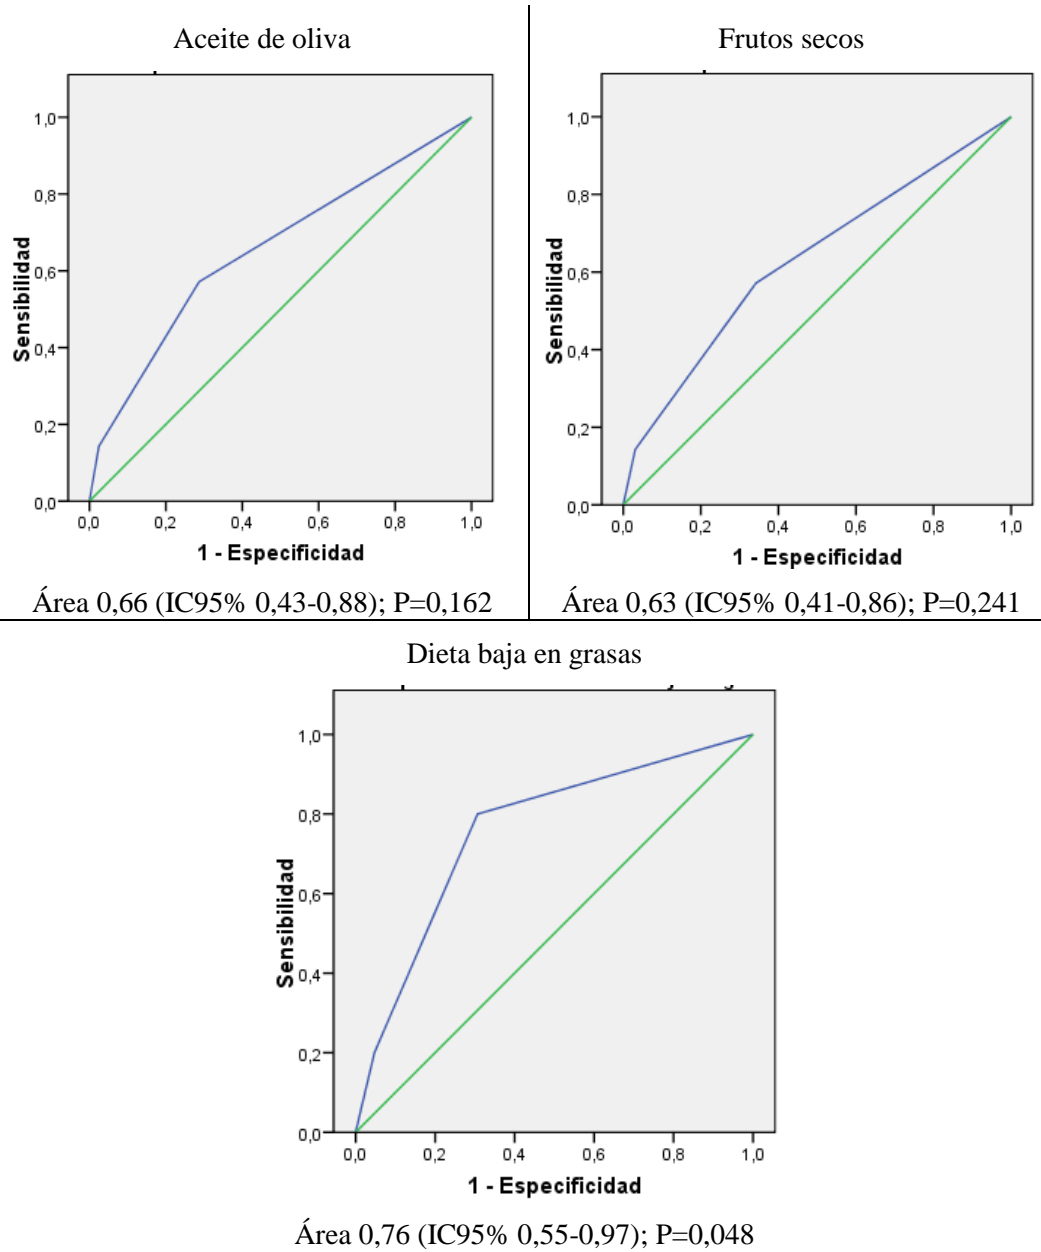 Aceite de oliva
1,0
0,8
0,6
0,4
0,2
0,0
Sensibilidad
0,0 0,2 0,4 0,6 0,8 1,0
1 - Especificidad
Área 0,66 (IC95% 0,43-0,88); P=0,162
Frutos secos
1,0
0,8
0,6
0,4
0,2
0,0
Sensibilidad
0,0 0,2 0,4 0,6 0,8 1,0
1 - Especificidad
Área 0,63 (IC95% 0,41-0,86); P=0,241
Dieta baja en grasas
1,0
0,8
0,6
0,4
0,2
0,0
Sensibilidad
0,0 0,2 0,4 0,6 0,8 1,0
1 - Especificidad
Área 0,76 (IC95% 0,55-0,97); P=0,048